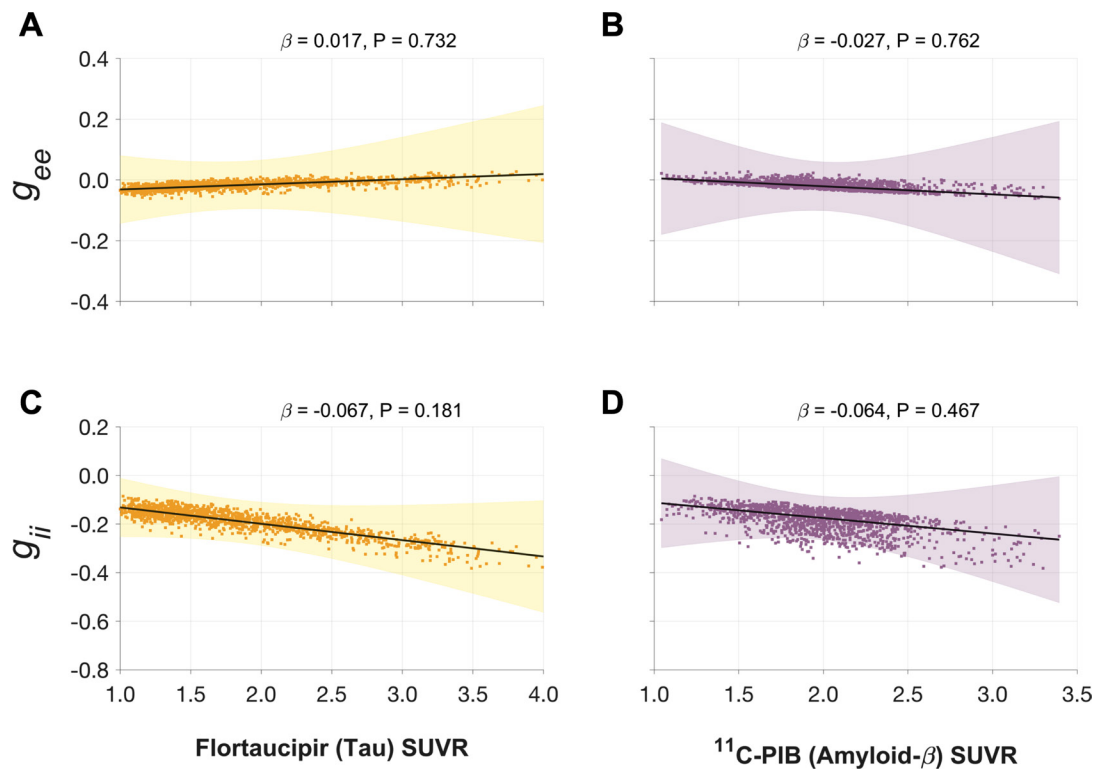 A
β = 0.017, P = 0.732
0.4
0.2
0.0
-0.2
-0.4
gee
B
β = -0.027, P = 0.762
C
β = -0.067, P = 0.181
0.2
0.0
-0.2
-0.4
-0.6
-0.8
gii
1.0 1.5 2.0 2.5 3.0 3.5 4.0
Flortaucipir (Tau) SUVR
D
β = -0.064, P = 0.467
1.0 1.5 2.0 2.5 3.0 3.5
¹¹C-PIB (Amyloid-β) SUVR